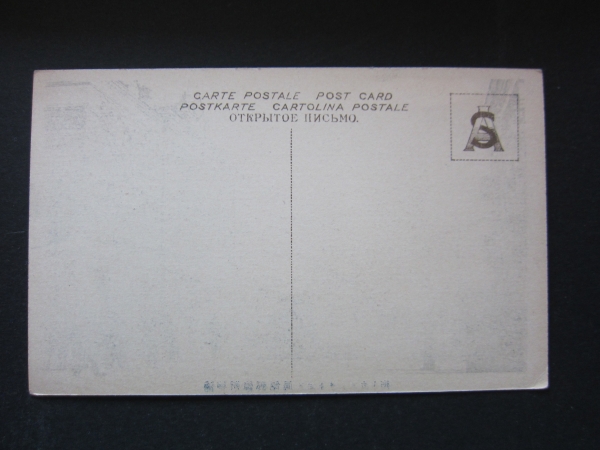 CARTE POSTALE POST CARD
POSTKARTE CARTOLINA POSTALE
ОТКРЫТОЕ ПИСЬМО.